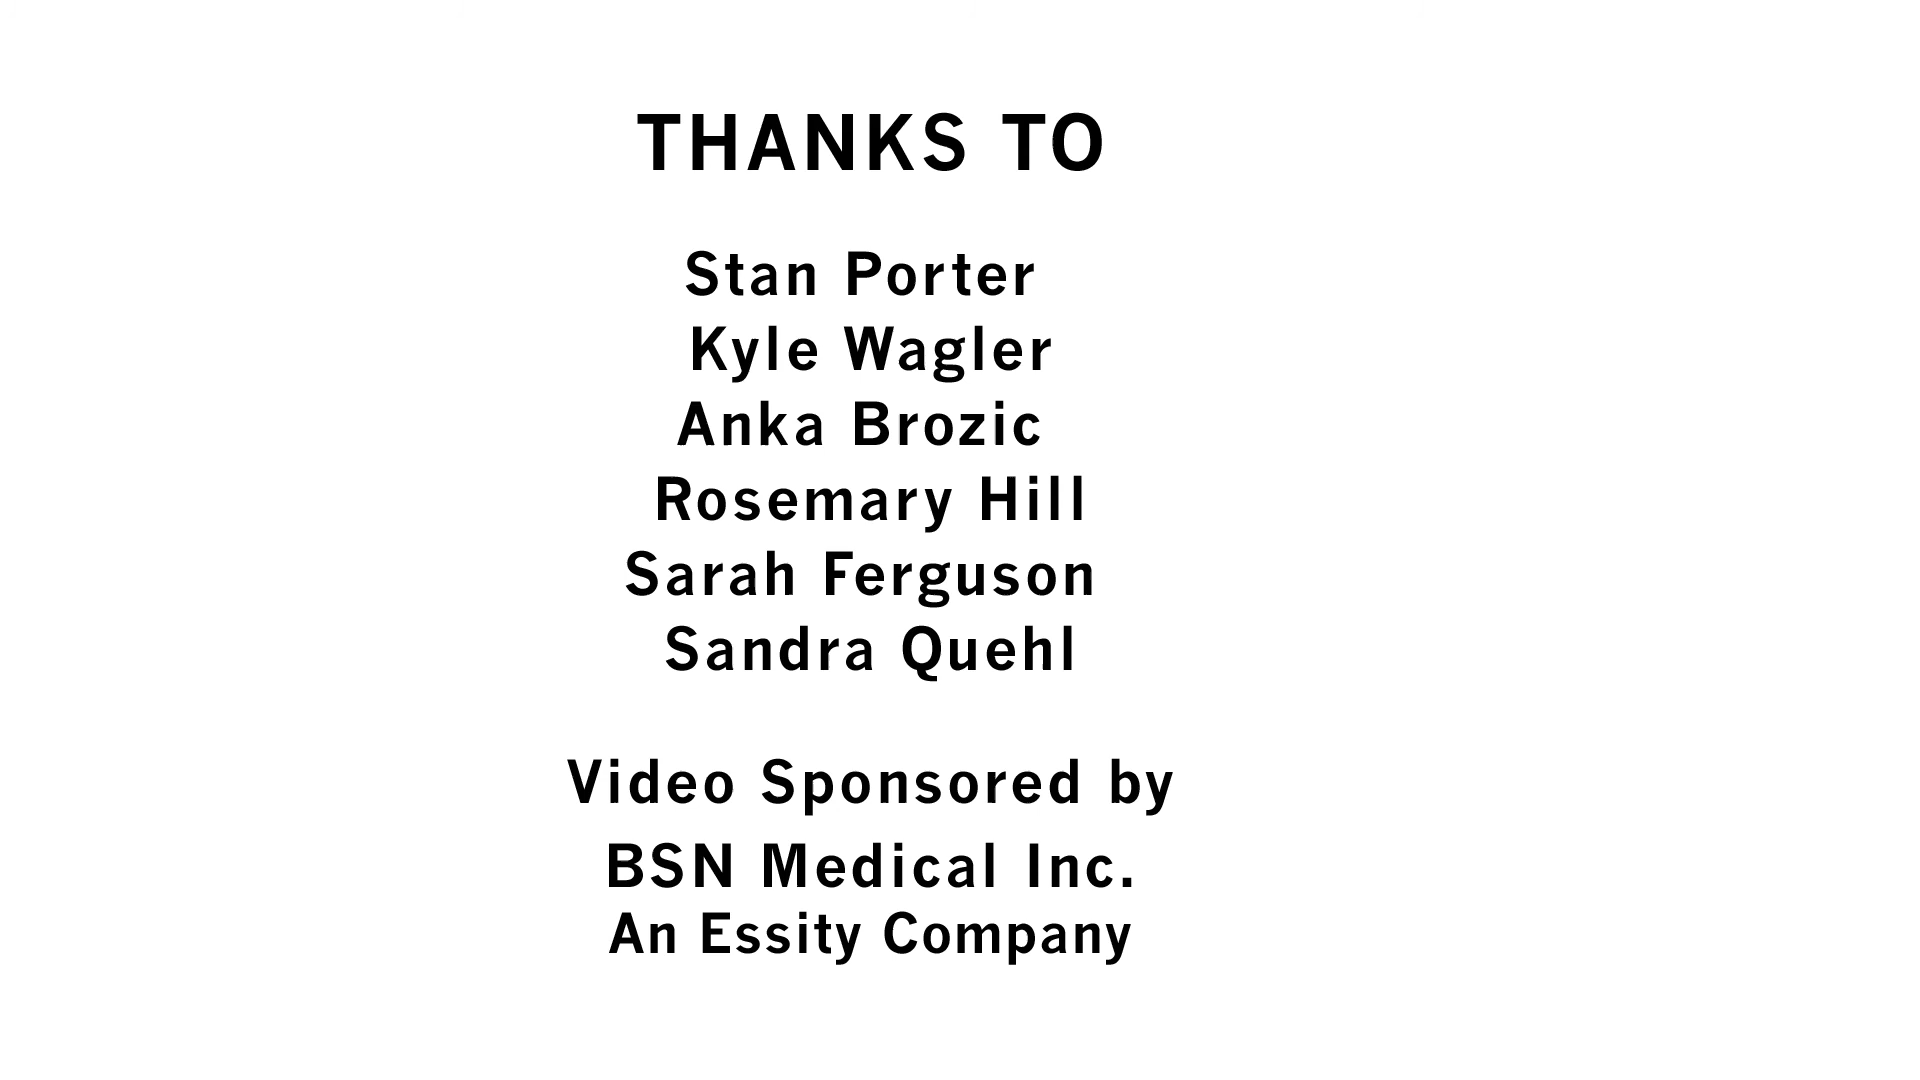 THANKS TO
Stan Porter
Kyle Wagler
Anka Brozic
Rosemary Hill
Sarah Ferguson
Sandra Quehl
Video Sponsored by
BSN Medical Inc.
An Essity Company